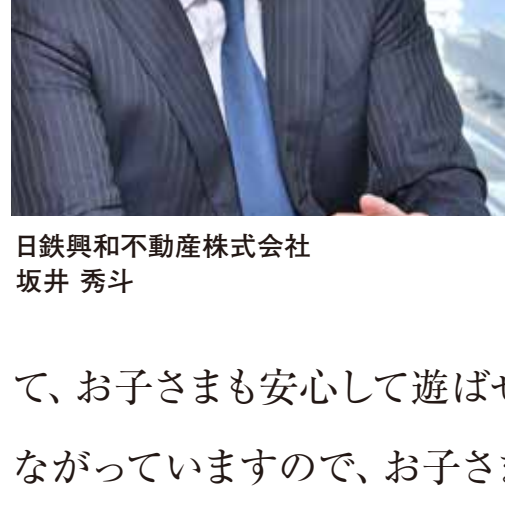 日鉄興和不動産株式会社
坂井 秀斗
て、お子さまも安心して遊ばせ
ながっていますので、お子さま